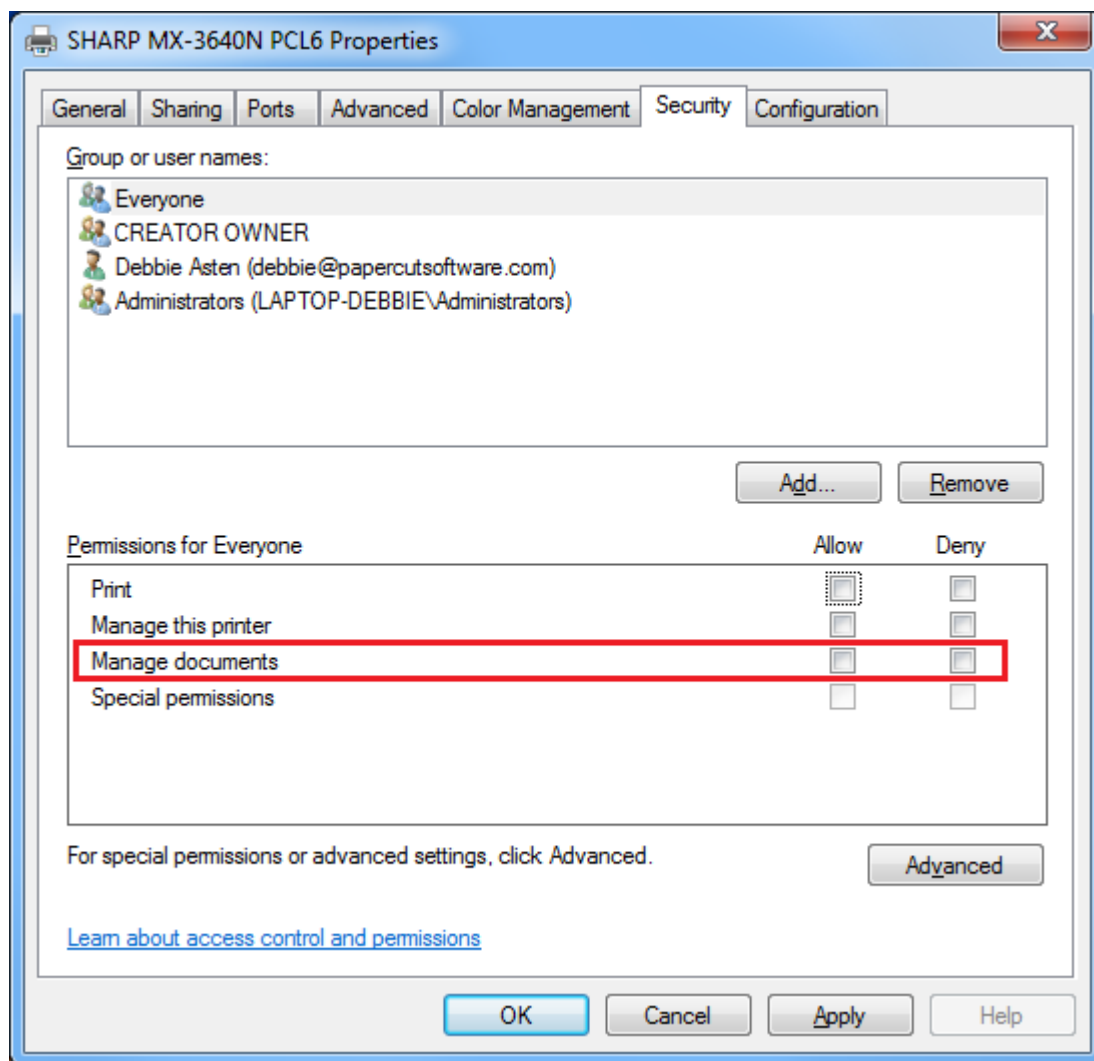 SHARP MX-3640N PCL6 Properties
General Sharing Ports Advanced Color Management Security Configuration
Group or user names:
Everyone
CREATOR OWNER
Debbie Asten (debbie@papercutsoftware.com)
Administrators (LAPTOP-DEBBIE\Administrators)
Add... Remove
Permissions for Everyone Allow Deny
Print
Manage this printer
Manage documents
Special permissions
For special permissions or advanced settings, click Advanced.
Advanced
Learn about access control and permissions
OK Cancel Apply Help